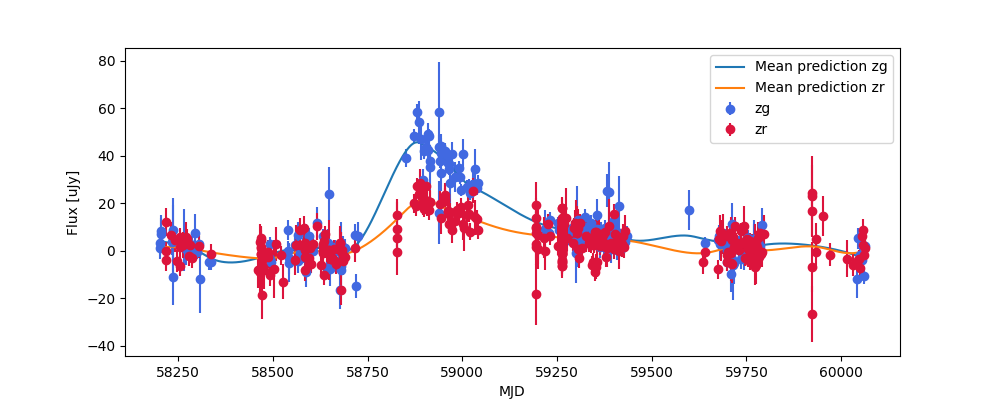 80
60
40
20
0
−20
−40
Flux [uJy]
58250
58500
58750
59000
59250
59500
59750
60000
MJD
Mean prediction zg
Mean prediction zr
zg
zr